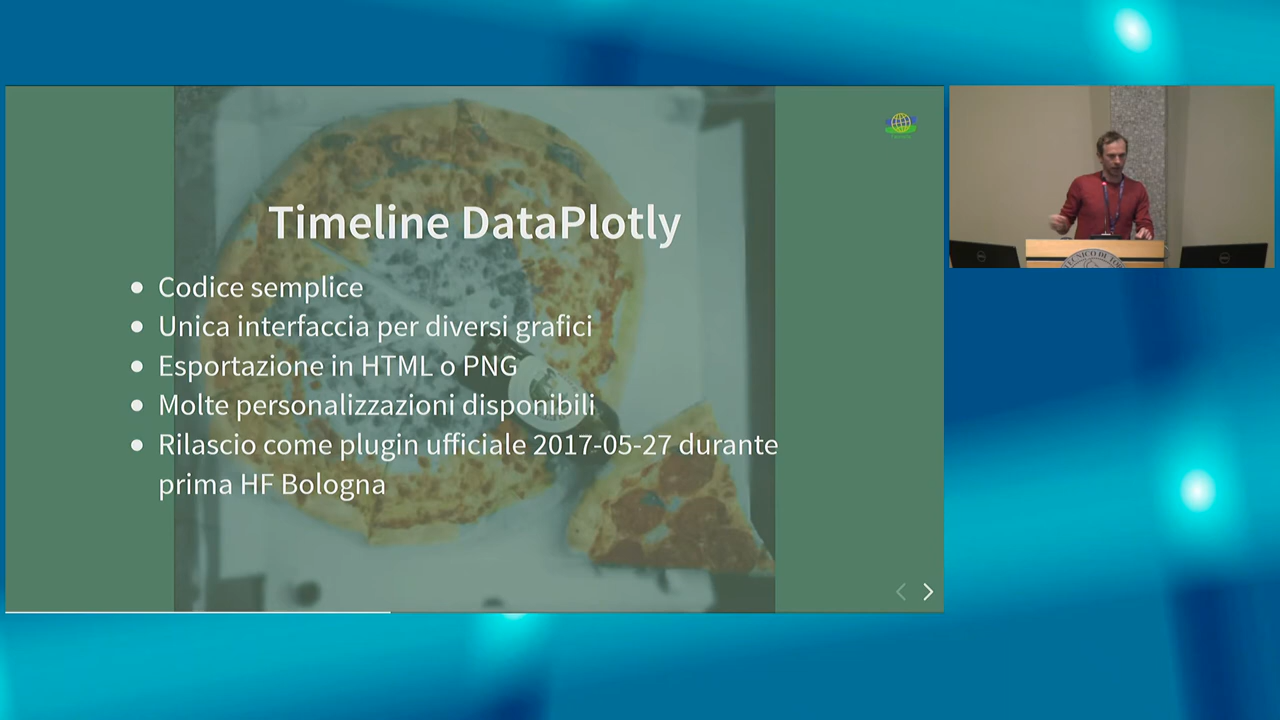 Timeline DataPlotly
Codice semplice
Unica interfaccia per diversi grafici
Esportazione in HTML o PNG
Molte personalizzazioni disponibili
Rilascio come plugin ufficiale 2017-05-27 durante
prima HF Bologna